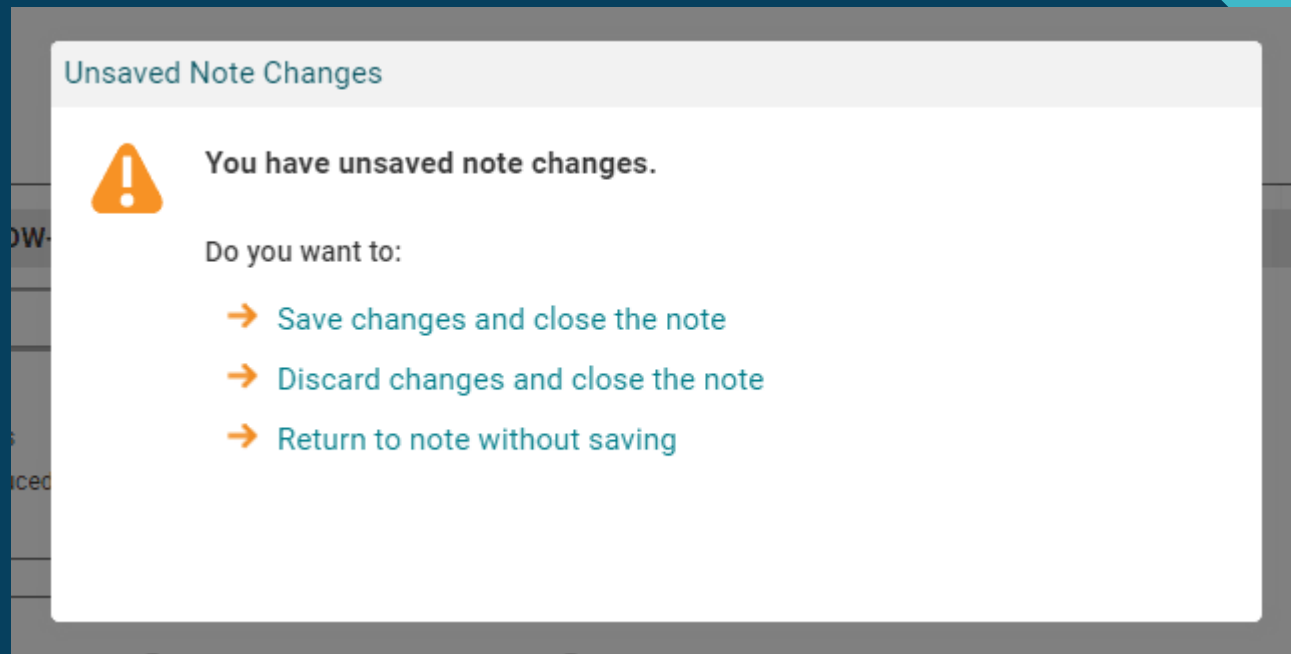 Unsaved Note Changes
You have unsaved note changes.
Do you want to:
Save changes and close the note
Discard changes and close the note
Return to note without saving